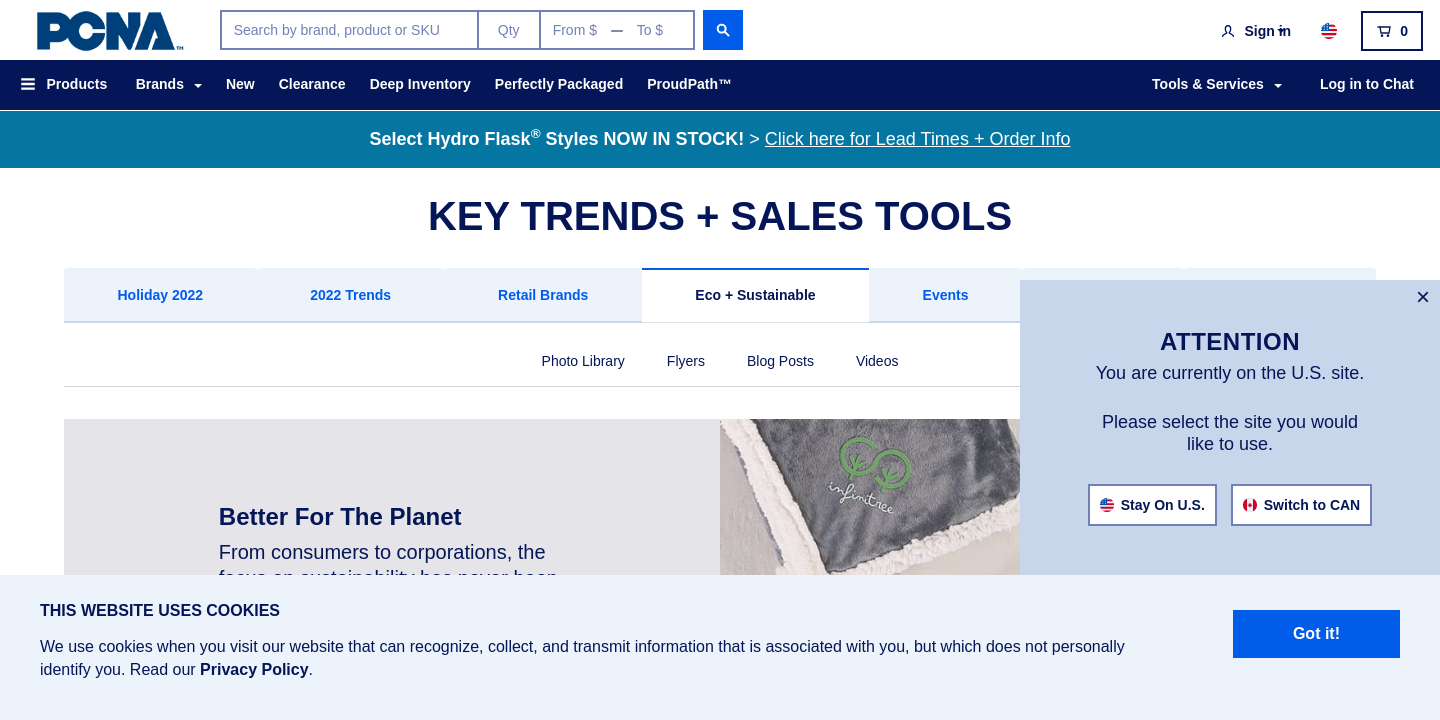 PCNA™
Search by brand, product or SKU
Qty
From $ — To $
Sign in
0
Products
Brands
New
Clearance
Deep Inventory
Perfectly Packaged
ProudPath™
Tools & Services
Log in to Chat
Select Hydro Flask® Styles NOW IN STOCK! > Click here for Lead Times + Order Info
KEY TRENDS + SALES TOOLS
Holiday 2022
2022 Trends
Retail Brands
Eco + Sustainable
Events
Photo Library
Flyers
Blog Posts
Videos
×
ATTENTION
You are currently on the U.S. site.
Please select the site you would
like to use.
Stay On U.S.
Switch to CAN
infinitree
Better For The Planet
From consumers to corporations, the
focus on sustainability has never been
THIS WEBSITE USES COOKIES
We use cookies when you visit our website that can recognize, collect, and transmit information that is associated with you, but which does not personally
identify you. Read our Privacy Policy.
Got it!